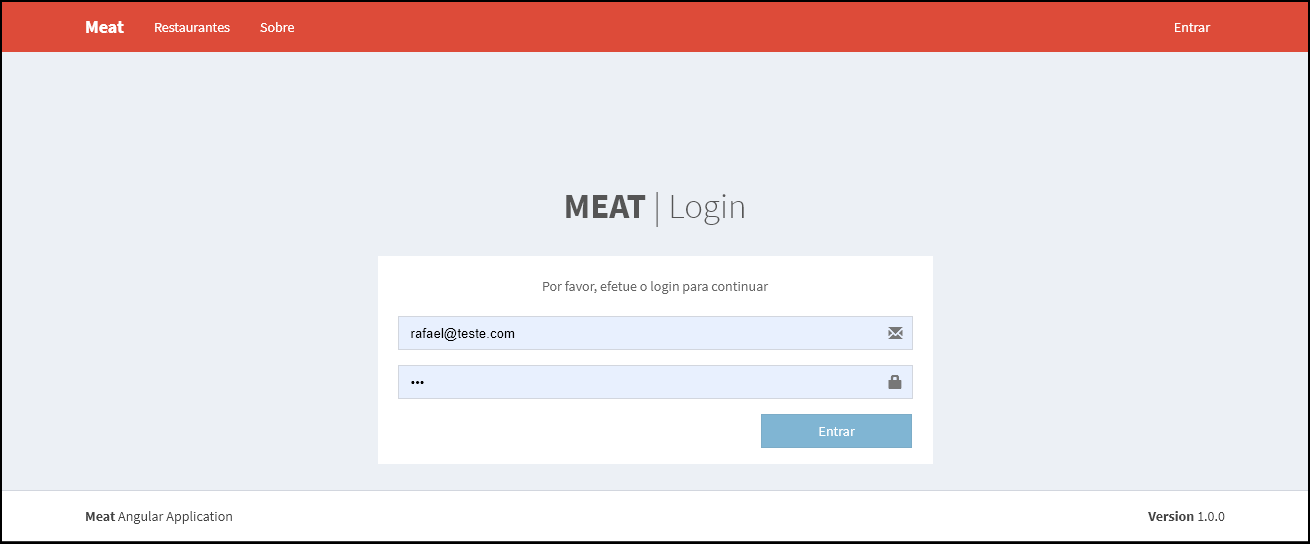 Meat Restaurantes Sobre Entrar
MEAT | Login
Por favor, efetue o login para continuar
rafael@teste.com
•••
Entrar
Meat Angular Application Version 1.0.0